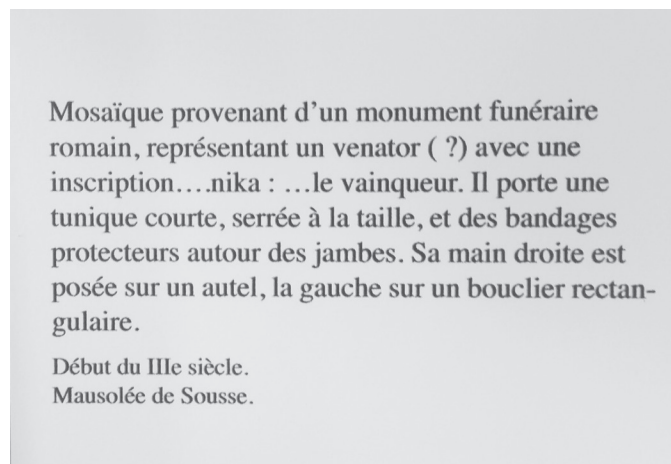 Mosaïque provenant d’un monument funéraire
romain, représentant un venator ( ?) avec une
inscription….nika : …le vainqueur. Il porte une
tunique courte, serrée à la taille, et des bandages
protecteurs autour des jambes. Sa main droite est
posée sur un autel, la gauche sur un bouclier rectan-
gulaire.
Début du IIIe siècle.
Mausolée de Sousse.